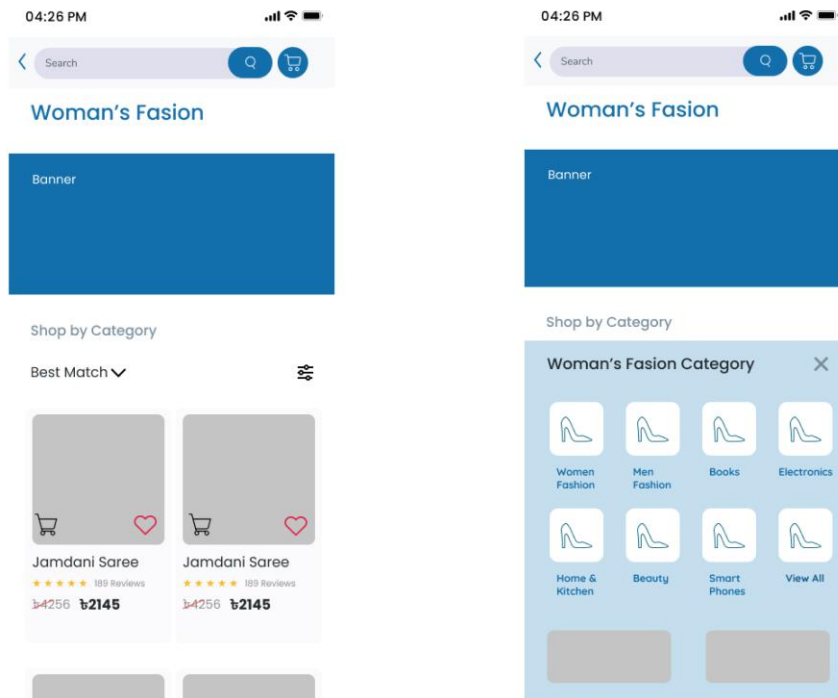 04:26 PM
Search
Woman's Fasion
Banner
Shop by Category
Best Match
Jamdani Saree
189 Reviews
৳4256 ৳2145
Jamdani Saree
189 Reviews
৳4256 ৳2145
04:26 PM
Search
Woman's Fasion
Banner
Shop by Category
Woman's Fasion Category
Women
Fashion
Men
Fashion
Books
Electronics
Home &
Kitchen
Beauty
Smart
Phones
View All